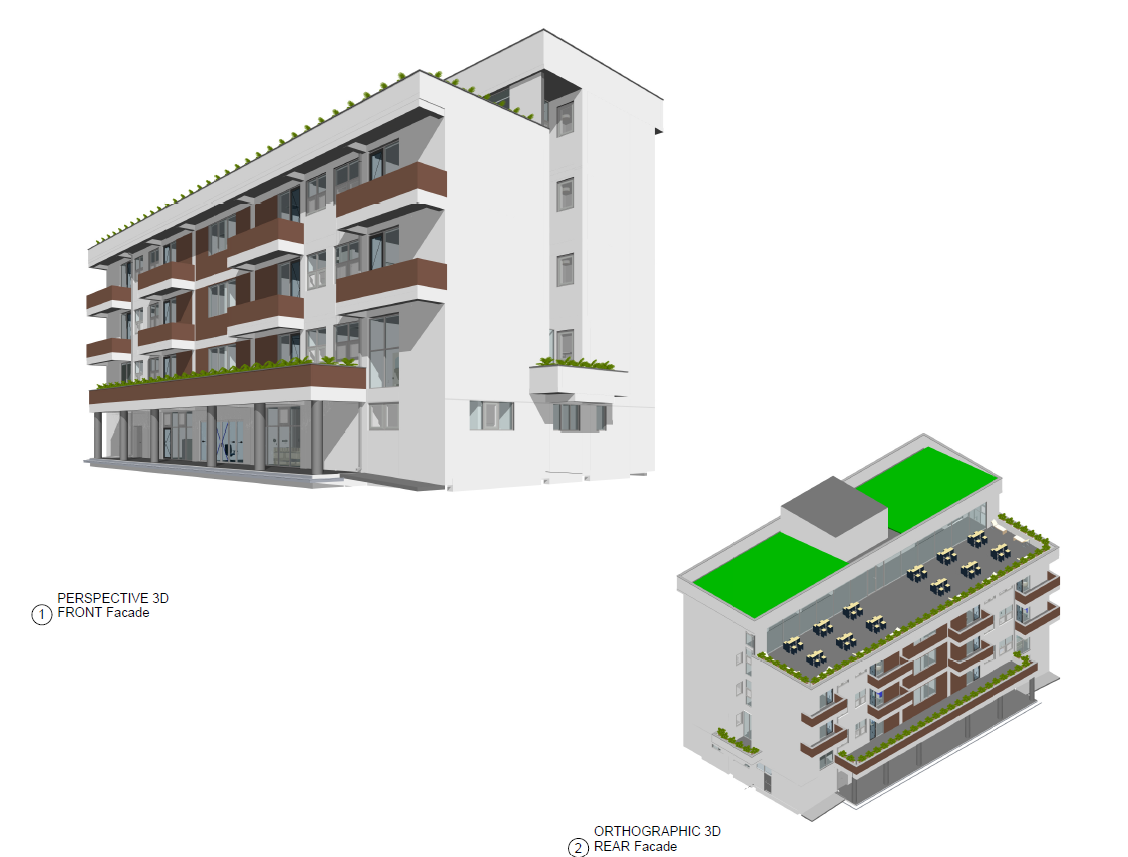 PERSPECTIVE 3D
1 FRONT Facade
ORTHOGRAPHIC 3D
2 REAR Facade